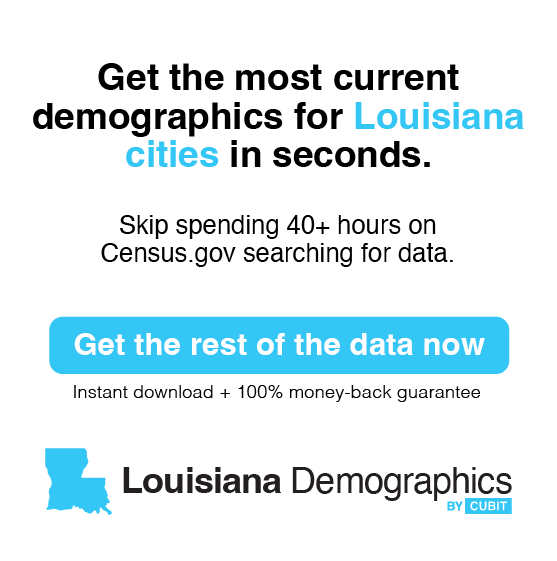 Get the most current
demographics for Louisiana
cities in seconds.
Skip spending 40+ hours on
Census.gov searching for data.
Get the rest of the data now
Instant download + 100% money-back guarantee
Louisiana Demographics
BY CUBIT